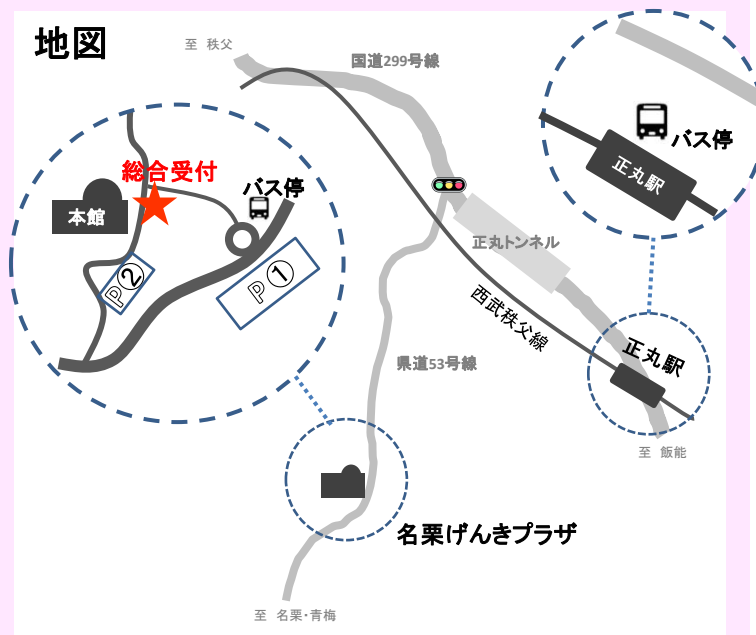 地図
至 秩父
国道299号線
バス停
正丸駅
総合受付
バス停
本館
P②
P①
正丸トンネル
西武秩父線
県道53号線
正丸駅
至 飯能
名栗げんきプラザ
至 名栗・青梅